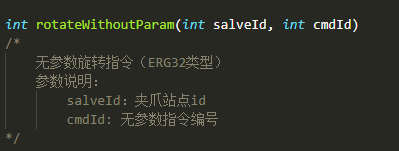 int rotateWithoutParam(int salveId, int cmdId)
/*
无参数旋转指令（ERG32类型）
参数说明：
salveId: 夹爪站点id
cmdId: 无参数指令编号
*/